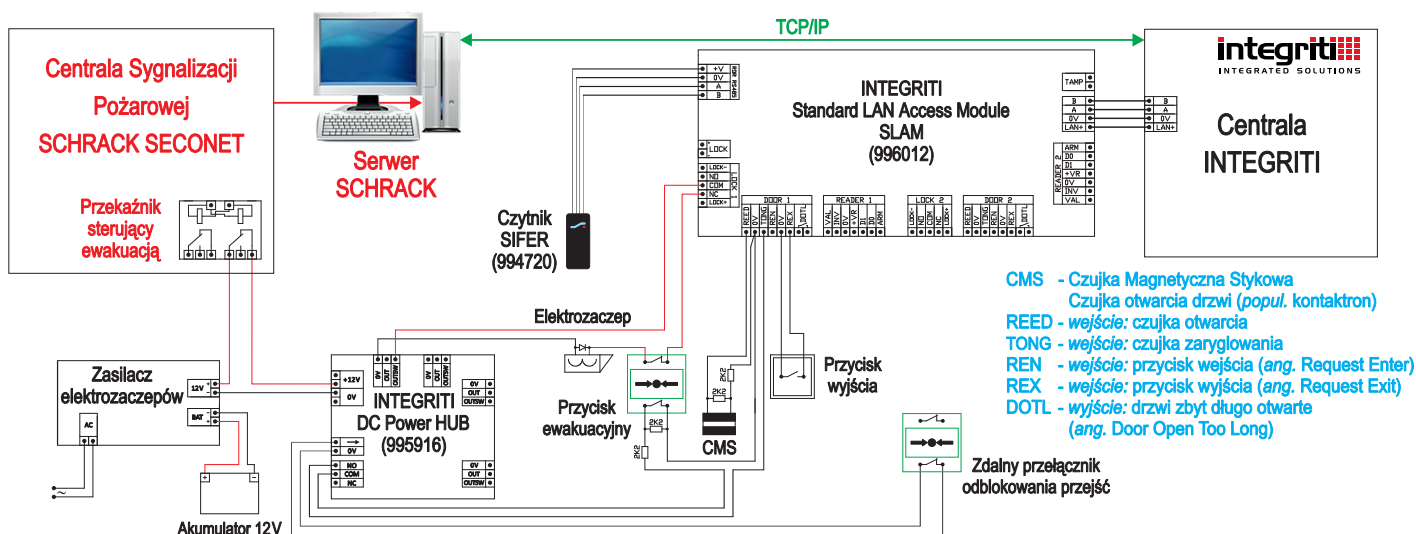 TCP/IP
Centrala Sygnalizacji
Pożarowej
SCHRACK SECONET
Przekaźnik
sterujący
ewakuacją
Serwer
SCHRACK
Czytnik
SIFER
(994720)
INTEGRITI
Standard LAN Access Module
SLAM
(996012)
+V
0V
A
B
RDR RS485
+
-
LOCK
LOCK-
NO
COM
NC
LOCK+
LOCK 1
DOOR 1
REED
0V
TONG
REN
0V
REX
\DOTL
READER 1
VAL
INV
0V
+VR
D1
D0
ARM
LOCK 2
LOCK-
NO
COM
NC
LOCK+
DOOR 2
REED
0V
TONG
REN
0V
REX
\DOTL
TAMP
B
A
0V
LAN+
READER 2
ARM
D0
D1
+VR
0V
INV
VAL
integriti
INTEGRATED SOLUTIONS
B
A
0V
LAN+
Centrala
INTEGRITI
CMS - Czujka Magnetyczna Stykowa
Czujka otwarcia drzwi (popul. kontaktron)
REED - wejście: czujka otwarcia
TONG - wejście: czujka zaryglowania
REN - wejście: przycisk wejścia (ang. Request Enter)
REX - wejście: przycisk wyjścia (ang. Request Exit)
DOTL - wyjście: drzwi zbyt długo otwarte
(ang. Door Open Too Long)
Elektrozaczep
Zasilacz
elektrozaczepów
12V
+
-
BAT
-
+
AC
~
+
-
Akumulator 12V
0V
OUT
OUTSW
0V
OUT
OUTSW
+12V
0V
INTEGRITI
DC Power HUB
(995916)
0V
OUT
OUTSW
→
0V
NO
COM
NC
0V
OUT
OUTSW
Przycisk
ewakuacyjny
2K2
2K2
2K2
2K2
CMS
Przycisk
wyjścia
Zdalny przełącznik
odblokowania przejść